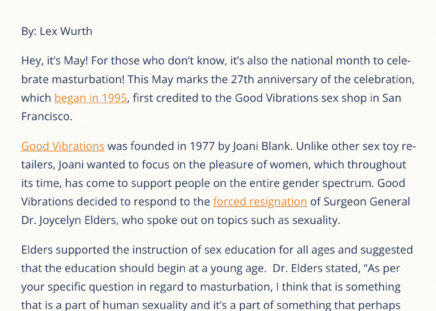 By: Lex Wurth
Hey, it's May! For those who don't know, it's also the national month to cele-
brate masturbation! This May marks the 27th anniversary of the celebration,
which began in 1995, first credited to the Good Vibrations sex shop in San
Francisco.
Good Vibrations was founded in 1977 by Joani Blank. Unlike other sex toy re-
tailers, Joani wanted to focus on the pleasure of women, which throughout
its time, has come to support people on the entire gender spectrum. Good
Vibrations decided to respond to the forced resignation of Surgeon General
Dr. Joycelyn Elders, who spoke out on topics such as sexuality.
Elders supported the instruction of sex education for all ages and suggested
that the education should begin at a young age.  Dr. Elders stated, “As per
your specific question in regard to masturbation, I think that is something
that is a part of human sexuality and it's a part of something that perhaps